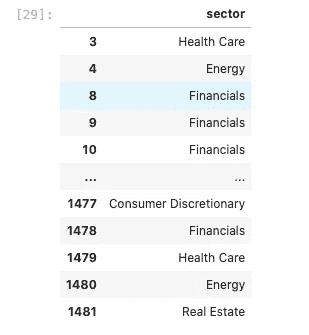 [29]:
sector
3 Health Care
4 Energy
8 Financials
9 Financials
10 Financials
... ...
1477 Consumer Discretionary
1478 Financials
1479 Health Care
1480 Energy
1481 Real Estate